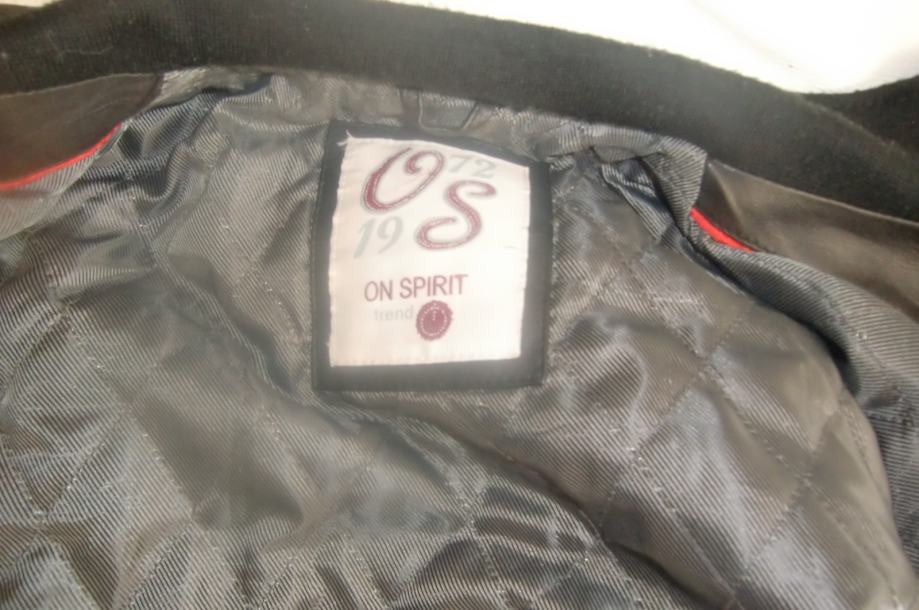 OS
1972
ON SPIRIT
trend